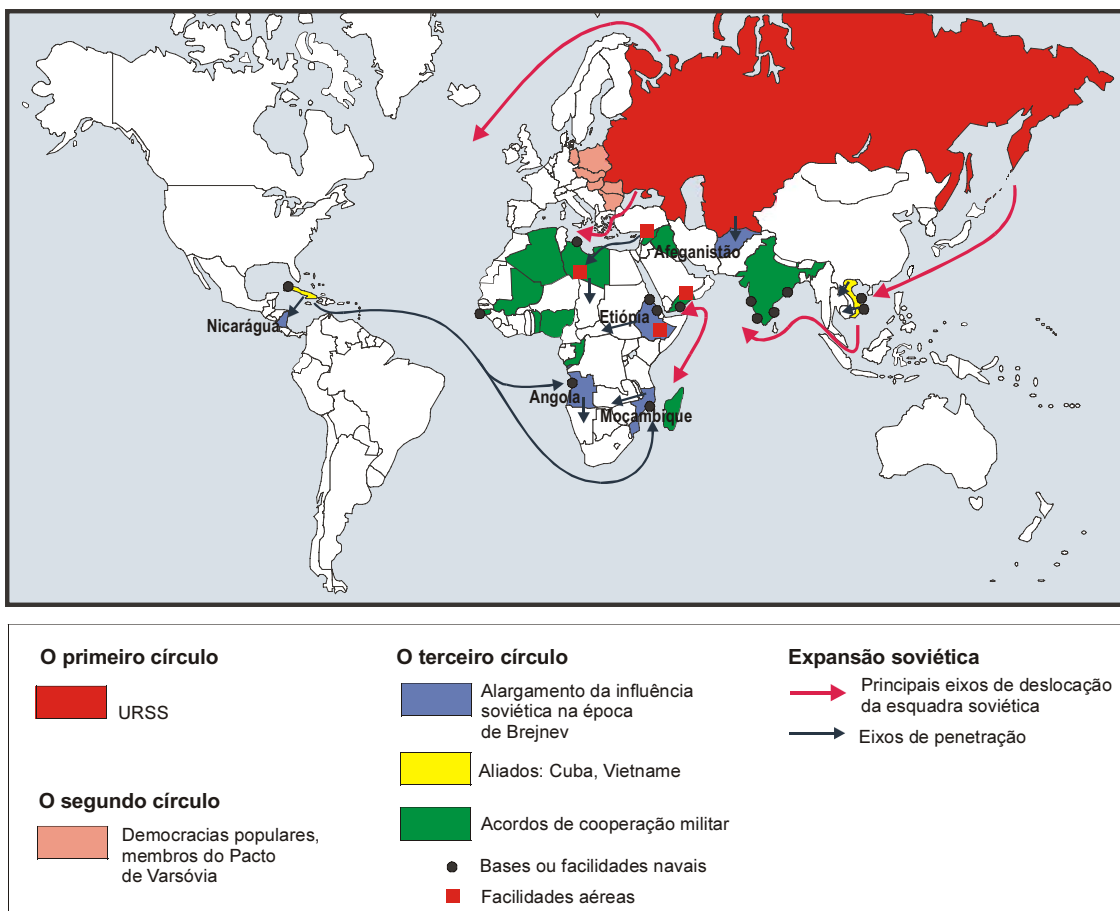 Afeganistão
Nicarágua
Etiópia
Angola
Moçambique
O primeiro círculo
URSS
O segundo círculo
Democracias populares,
membros do Pacto
de Varsóvia
O terceiro círculo
Alargamento da influência
soviética na época
de Brejnev
Aliados: Cuba, Vietname
Acordos de cooperação militar
Bases ou facilidades navais
Facilidades aéreas
Expansão soviética
Principais eixos de deslocação
da esquadra soviética
Eixos de penetração